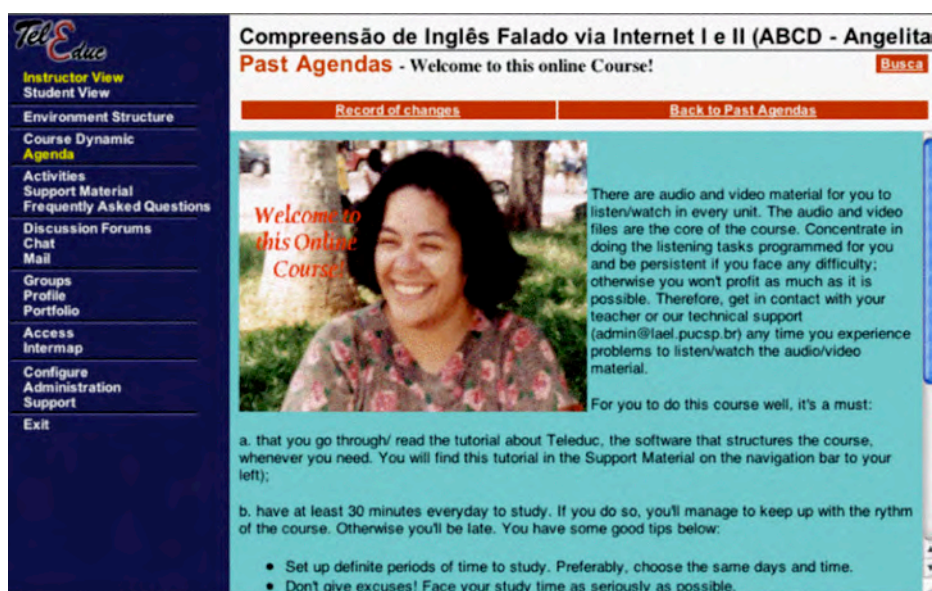 TelEduc
Instructor View
Student View
Environment Structure
Course Dynamic
Agenda
Activities
Support Material
Frequently Asked Questions
Discussion Forums
Chat
Mail
Groups
Profile
Portfolio
Access
Intermap
Configure
Administration
Support
Exit
Compreensão de Inglês Falado via Internet I e II (ABCD - Angelita
Past Agendas - Welcome to this online Course!
Busca
Record of changes
Back to Past Agendas
Welcome to
this Online
Course!
There are audio and video material for you to
listen/watch in every unit. The audio and video
files are the core of the course. Concentrate in
doing the listening tasks programmed for you
and be persistent if you face any difficulty;
otherwise you won't profit as much as it is
possible. Therefore, get in contact with your
teacher or our technical support
(admin@lael.pucsp.br) any time you experience
problems to listen/watch the audio/video
material.
For you to do this course well, it's a must:
a. that you go through/ read the tutorial about Teleduc, the software that structures the course,
whenever you need. You will find this tutorial in the Support Material on the navigation bar to your
left);
b. have at least 30 minutes everyday to study. If you do so, you'll manage to keep up with the rythm
of the course. Otherwise you'll be late. You have some good tips below:
• Set up definite periods of time to study. Preferably, choose the same days and time.
• Don't give excuses! Face your study time as seriously as possible.